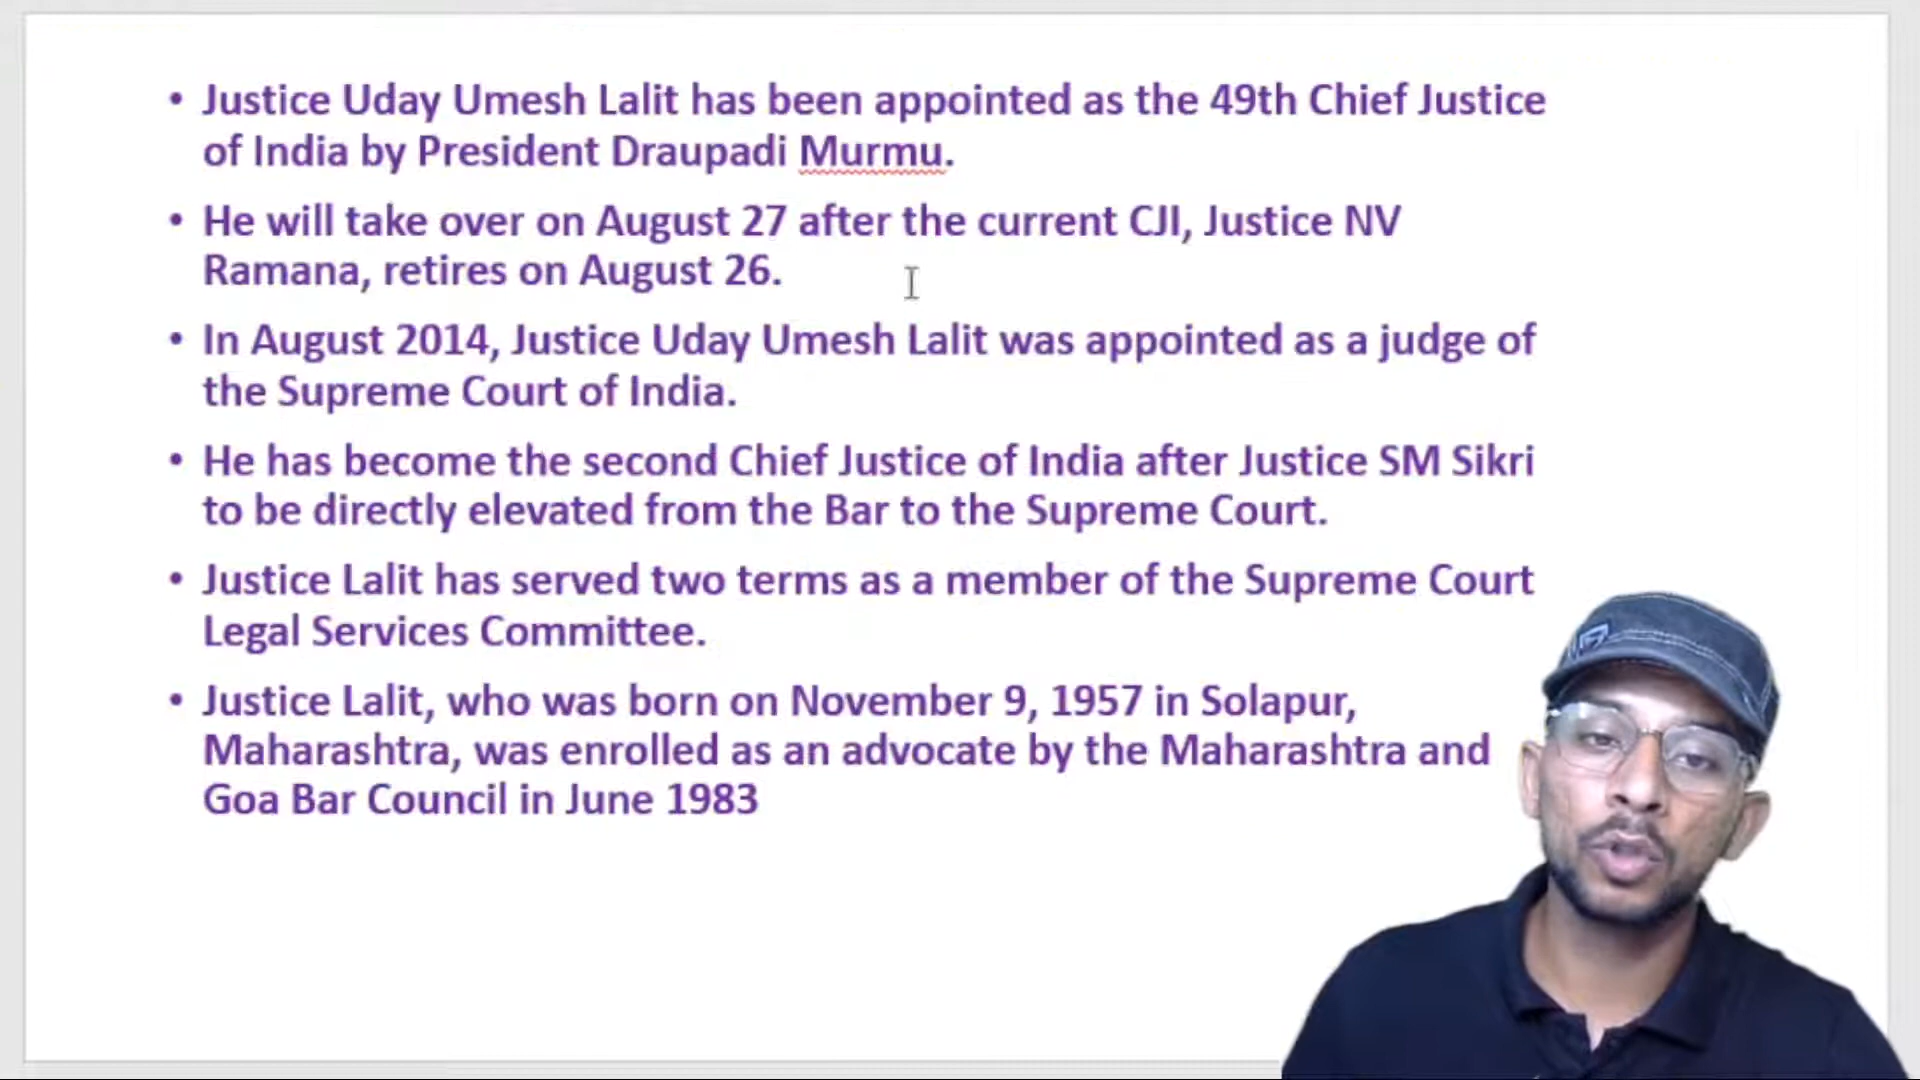 • Justice Uday Umesh Lalit has been appointed as the 49th Chief Justice
of India by President Draupadi Murmu.
• He will take over on August 27 after the current CJI, Justice NV
Ramana, retires on August 26.
• In August 2014, Justice Uday Umesh Lalit was appointed as a judge of
the Supreme Court of India.
• He has become the second Chief Justice of India after Justice SM Sikri
to be directly elevated from the Bar to the Supreme Court.
• Justice Lalit has served two terms as a member of the Supreme Court
Legal Services Committee.
• Justice Lalit, who was born on November 9, 1957 in Solapur,
Maharashtra, was enrolled as an advocate by the Maharashtra and
Goa Bar Council in June 1983